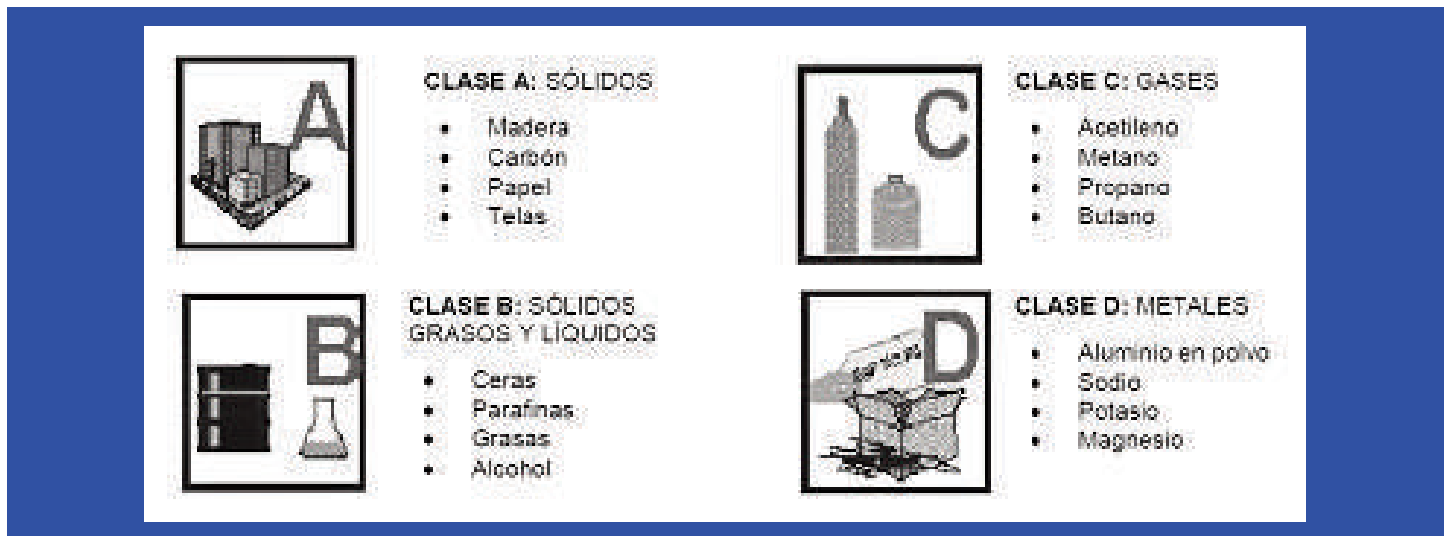 A
CLASE A: SÓLIDOS
• Madera
• Carbón
• Papel
• Telas
B
CLASE B: SÓLIDOS
GRASOS Y LÍQUIDOS
• Ceras
• Parafinas
• Grasas
• Alcohol
C
CLASE C: GASES
• Acetileno
• Metano
• Propano
• Butano
D
CLASE D: METALES
• Aluminio en polvo
• Sodio
• Potasio
• Magnesio